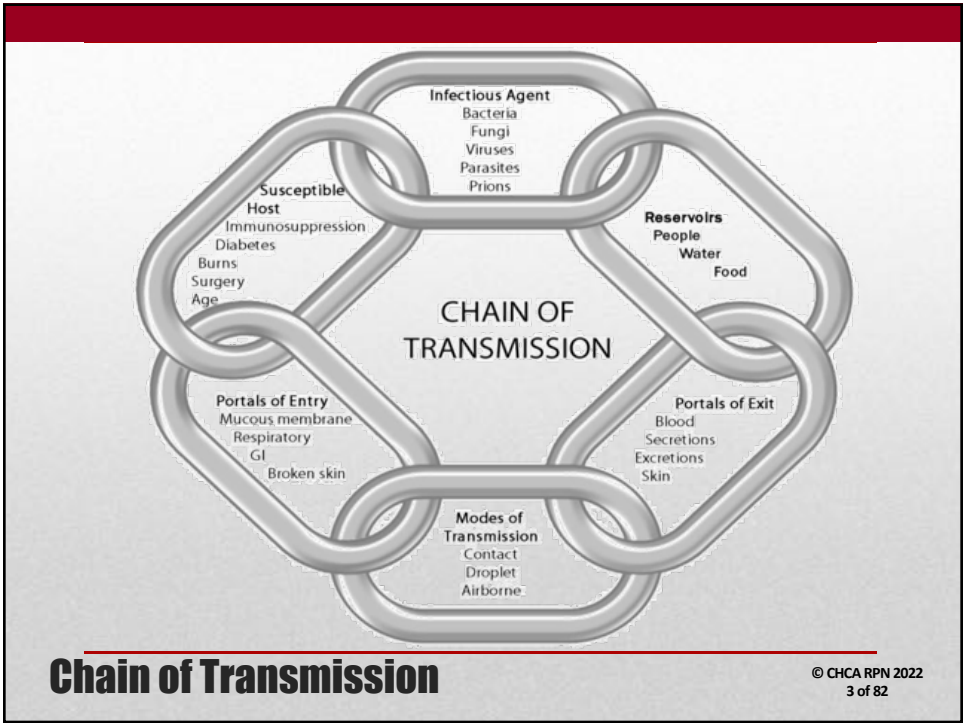 Infectious Agent
Bacteria
Fungi
Viruses
Parasites
Prions
Reservoirs
People
Water
Food
Portals of Exit
Blood
Secretions
Excretions
Skin
Modes of
Transmission
Contact
Droplet
Airborne
Portals of Entry
Mucous membrane
Respiratory
GI
Broken skin
Susceptible
Host
Immunosuppression
Diabetes
Burns
Surgery
Age
CHAIN OF
TRANSMISSION
Chain of Transmission
© CHCA RPN 2022
3 of 82